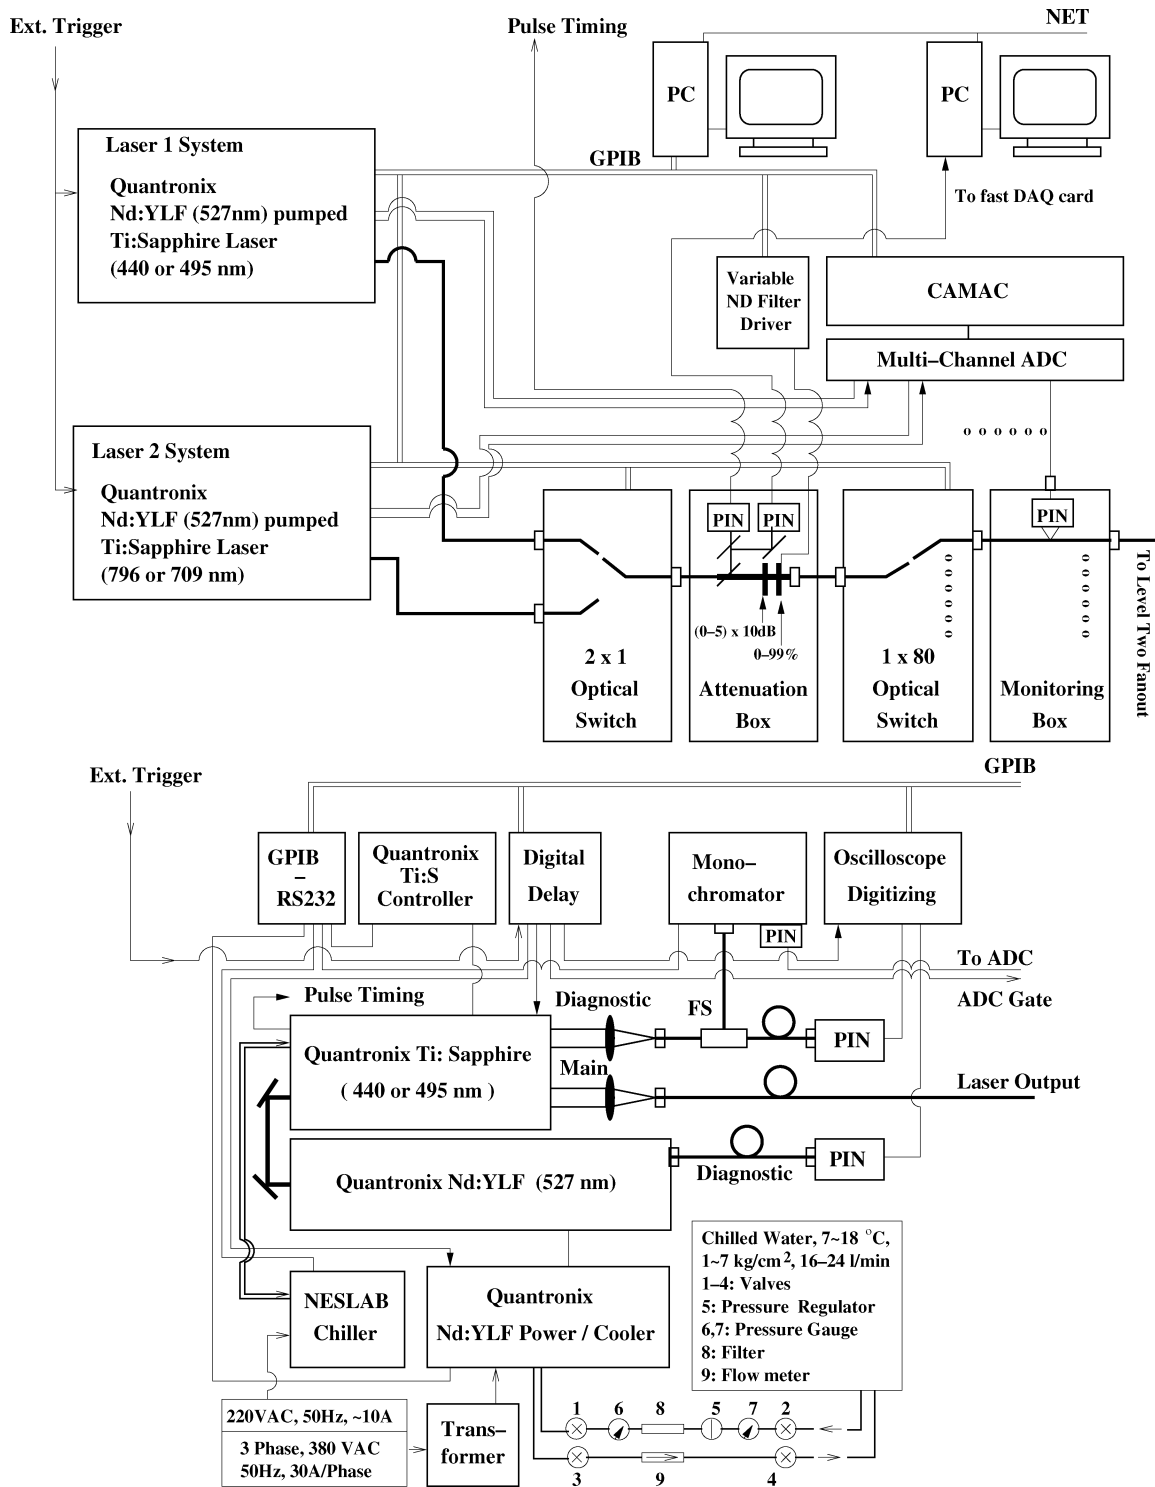 Ext. Trigger
Pulse Timing
NET
PC
PC
GPIB
To fast DAQ card
Laser 1 System
Quantronix
Nd:YLF (527nm) pumped
Ti:Sapphire Laser
(440 or 495 nm)
Variable
ND Filter
Driver
CAMAC
Multi–Channel ADC
Laser 2 System
Quantronix
Nd:YLF (527nm) pumped
Ti:Sapphire Laser
(796 or 709 nm)
PIN
PIN
PIN
(0–5) x 10dB
0–99%
2 x 1
Optical
Switch
Attenuation
Box
1 x 80
Optical
Switch
Monitoring
Box
To Level Two Fanout
Ext. Trigger
GPIB
GPIB
–
RS232
Quantronix
Ti:S
Controller
Digital
Delay
Mono–
chromator
PIN
Oscilloscope
Digitizing
To ADC
ADC Gate
Pulse Timing
Diagnostic
FS
Quantronix Ti: Sapphire
( 440 or 495 nm )
Main
PIN
Laser Output
Quantronix Nd:YLF (527 nm)
Diagnostic
PIN
NESLAB
Chiller
Quantronix
Nd:YLF Power / Cooler
Chilled Water, 7~18 °C,
1~7 kg/cm2, 16–24 l/min
1–4: Valves
5: Pressure Regulator
6,7: Pressure Gauge
8: Filter
9: Flow meter
220VAC, 50Hz, ~10A
3 Phase, 380 VAC
50Hz, 30A/Phase
Trans–
former
1 6 8 5 7 2
3 9 4